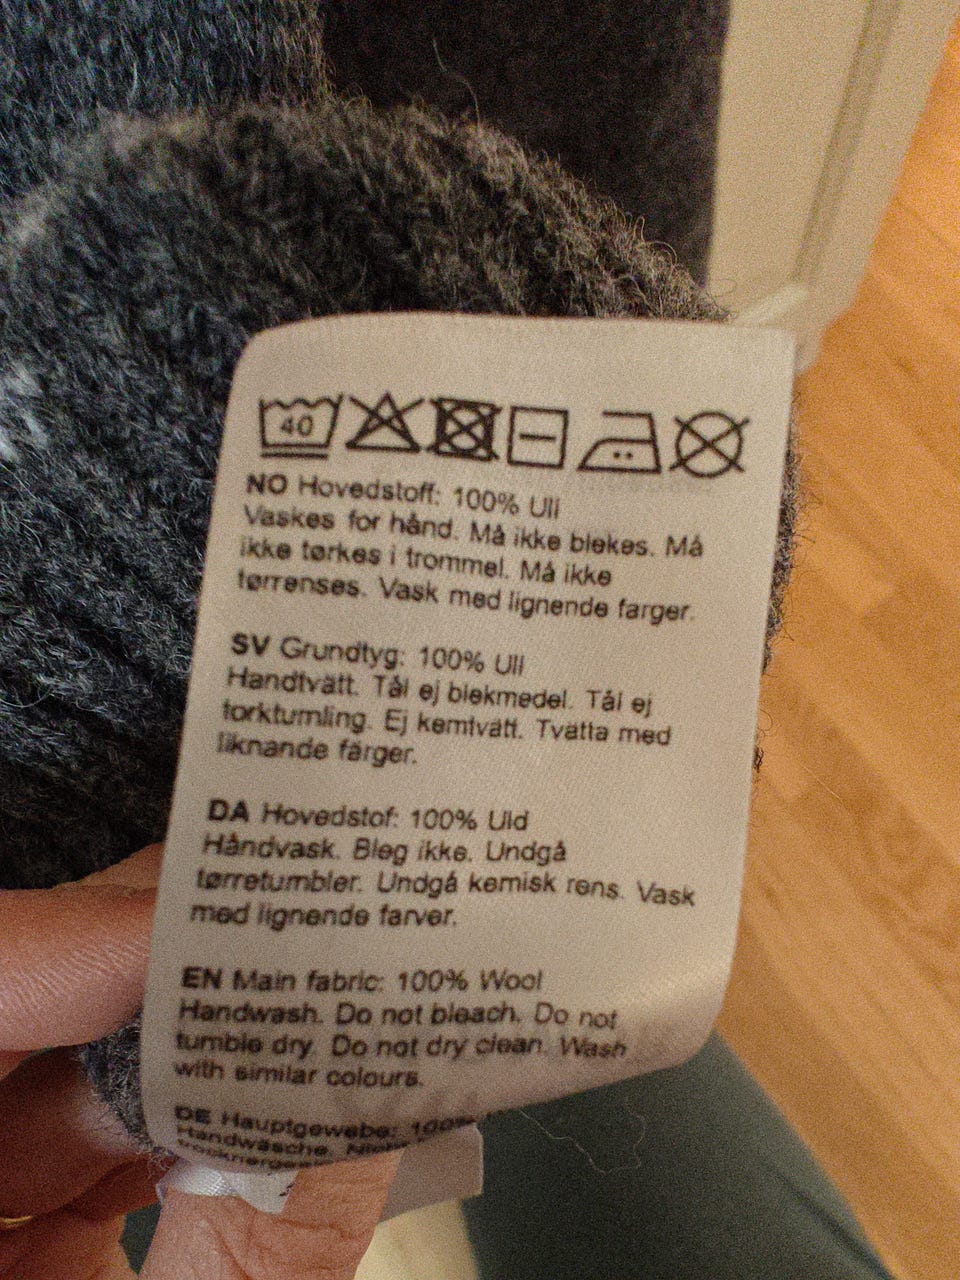 40
NO Hovedstoff: 100% Ull
Vaskes for hånd. Må ikke blekes. Må
ikke tørkes i trommel. Må ikke
tørrenses. Vask med lignende farger.
SV Grundtyg: 100% Ull
Handtvätt. Tål ej blekmedel. Tål ej
torktumling. Ej kemtvätt. Tvätta med
liknande färger.
DA Hovedstof: 100% Uld
Håndvask. Bleg ikke. Undgå
tørretumbler. Undgå kemisk rens. Vask
med lignende farver.
EN Main fabric: 100% Wool
Handwash. Do not bleach. Do not
tumble dry. Do not dry clean. Wash
with similar colours.
DE Hauptgewebe: 100%
Handwäsche.